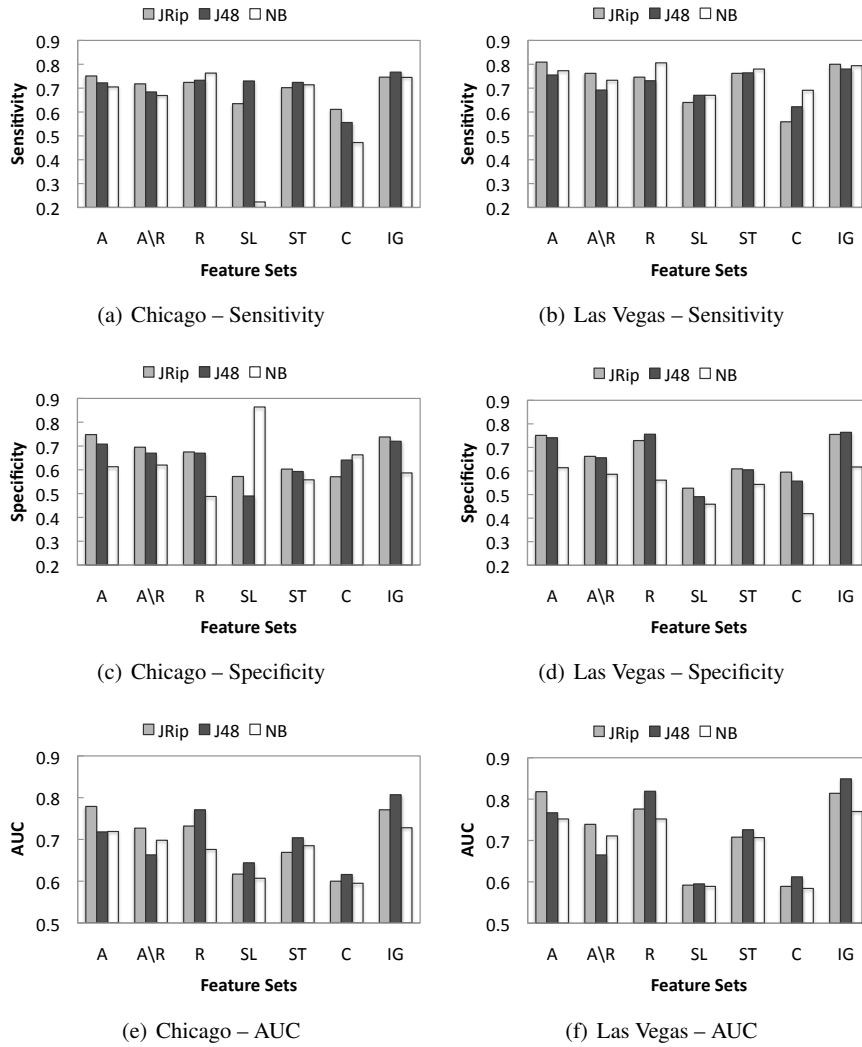 JRip J48 NB
0.9
0.8
0.7
0.6
0.5
0.4
0.3
0.2
Sensitivity
A A\R R SL ST C IG
Feature Sets
(a) Chicago – Sensitivity
JRip J48 NB
0.9
0.8
0.7
0.6
0.5
0.4
0.3
0.2
Sensitivity
A A\R R SL ST C IG
Feature Sets
(b) Las Vegas – Sensitivity
JRip J48 NB
0.9
0.8
0.7
0.6
0.5
0.4
0.3
0.2
Specificity
A A\R R SL ST C IG
Feature Sets
(c) Chicago – Specificity
JRip J48 NB
0.9
0.8
0.7
0.6
0.5
0.4
0.3
0.2
Specificity
A A\R R SL ST C IG
Feature Sets
(d) Las Vegas – Specificity
JRip J48 NB
0.9
0.8
0.7
0.6
0.5
AUC
A A\R R SL ST C IG
Feature Sets
(e) Chicago – AUC
JRip J48 NB
0.9
0.8
0.7
0.6
0.5
AUC
A A\R R SL ST C IG
Feature Sets
(f) Las Vegas – AUC